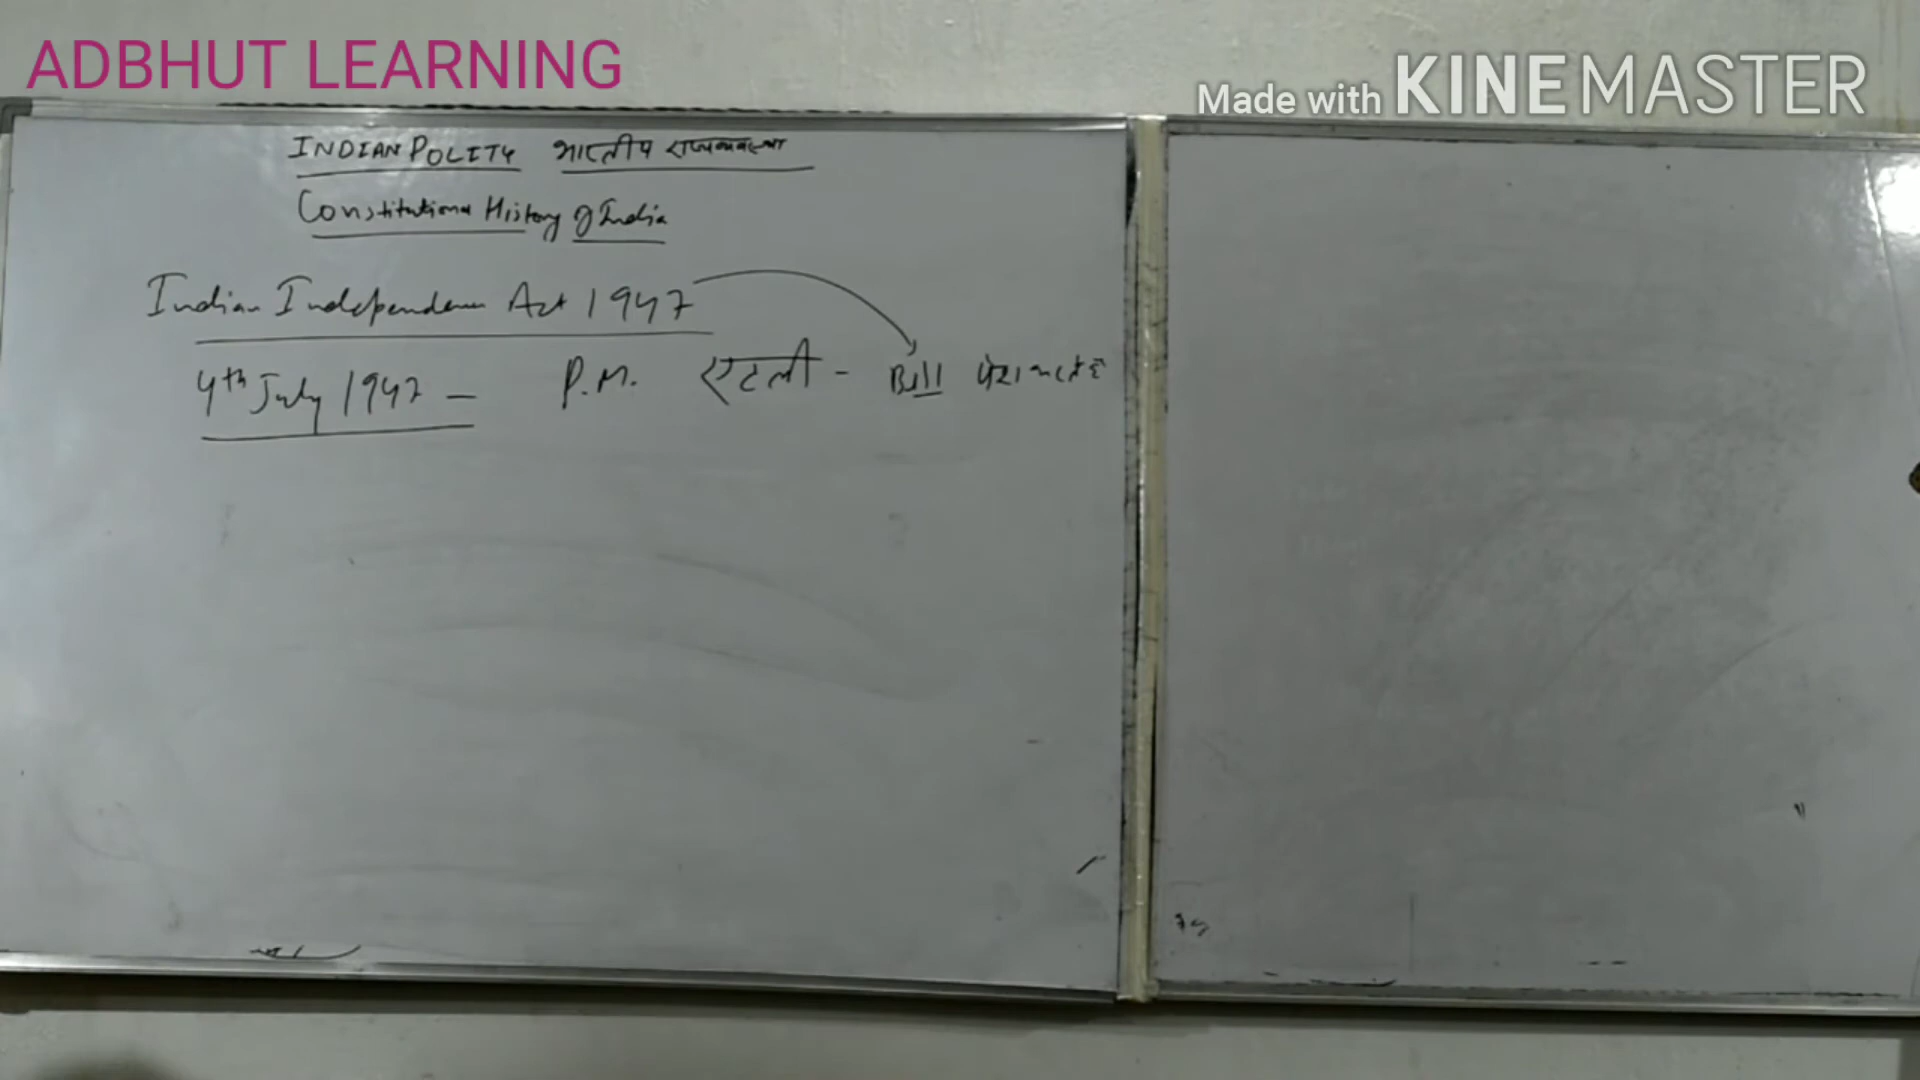 ADBHUT LEARNING
Made with KINEMASTER
INDIAN POLITY भारतीय राजव्यवस्था
Constitutional History of India
Indian Independence Act 1947
4th July 1947 - P.M. एटली - Bill पेश करते हैं